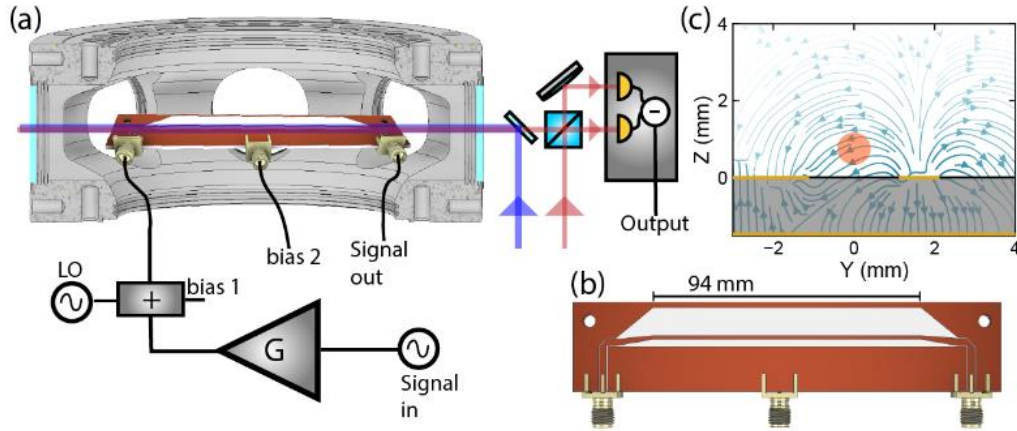 (a)
LO
bias 1
+
G
Signal
in
bias 2
Signal
out
−
Output
(c)
4
2
0
Z (mm)
−2
0
2
4
Y (mm)
(b)
94 mm